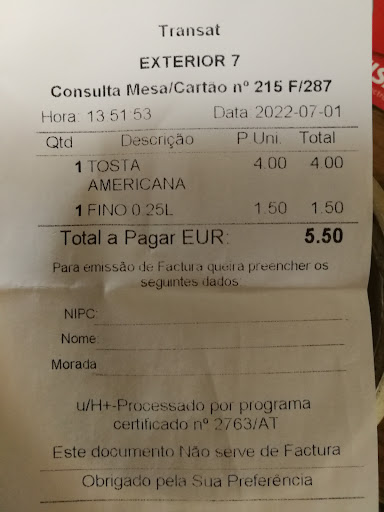 Transat
EXTERIOR 7
Consulta Mesa/Cartão nº 215 F/287
Hora: 13:51:53 Data 2022-07-01
Qtd Descrição P Uni. Total
1 TOSTA AMERICANA 4.00 4.00
1 FINO 0.25L 1.50 1.50
Total a Pagar EUR: 5.50
Para emissão de Factura queira preencher os
seguintes dados:
NIPC:
Nome:
Morada
u/H+-Processado por programa
certificado nº 2763/AT
Este documento Não serve de Factura
Obrigado pela Sua Preferência